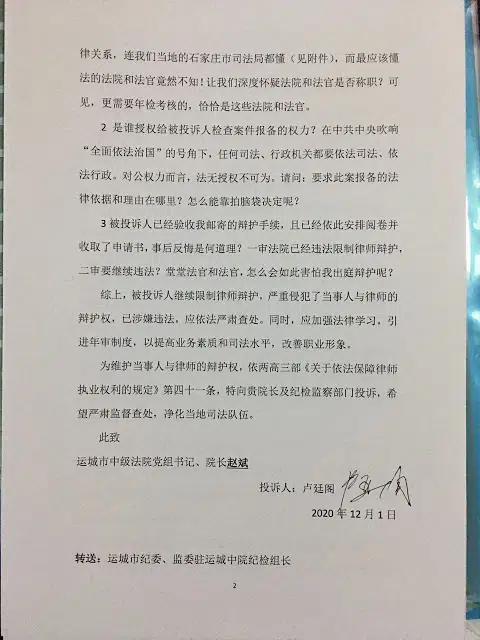 律关系，连我们当地的石家庄市司法局都懂（见附件），而最应该懂
法的法院和法官竟然不知！让我们深度怀疑法院和法官是否称职？可
见，更需要年检考核的，恰恰是这些法院和法官。
2 是谁授权给被投诉人检查案件报备的权力？在中共中央吹响
“全面依法治国”的号角下，任何司法、行政机关都要依法司法、依
法行政。对公权力而言，法无授权不可为。请问：要求此案报备的法
律依据和理由在哪里？怎么能靠拍脑袋决定呢？
3 被投诉人已经验收我邮寄的辩护手续，且已经依此安排阅卷并
收取了申请书，事后反悔是何道理？一审法院已经违法限制律师辩护，
二审要继续违法？堂堂法官和法官，怎么会如此害怕我出庭辩护呢？
综上，被投诉人继续限制律师辩护，严重侵犯了当事人与律师的
辩护权，已涉嫌违法，应依法严肃查处。同时，应加强法律学习，引
进年审制度，以提高业务素质和司法水平，改善职业形象。
为维护当事人与律师的辩护权，依两高三部《关于依法保障律师
执业权利的规定》第四十一条，特向贵院长及纪检监察部门投诉，希
望严肃监督查处，净化当地司法队伍。
此致
运城市中级法院党组书记、院长赵斌
投诉人：卢廷阁
2020 年 12 月 1 日
转送：运城市纪委、监委驻运城中院纪检组长
2